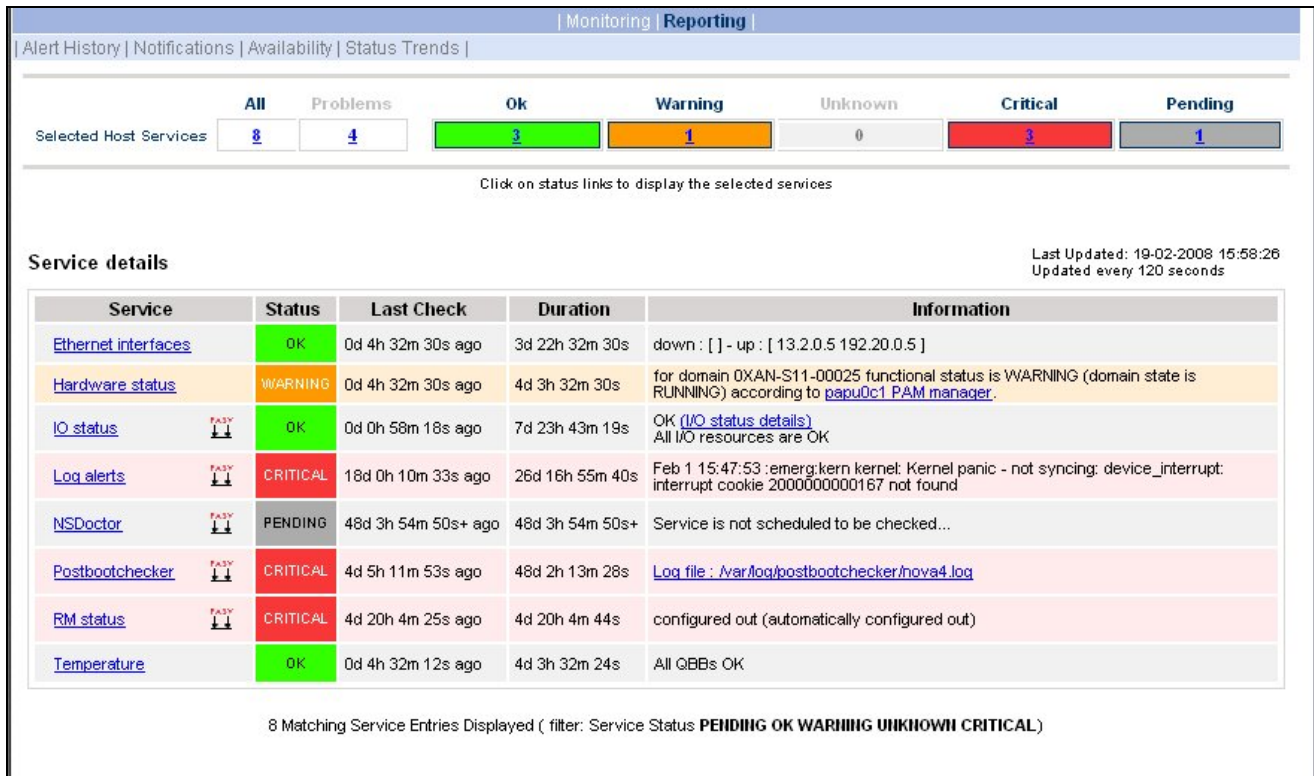 | Monitoring | Reporting |
| Alert History | Notifications | Availability | Status Trends |
All Problems Ok Warning Unknown Critical Pending
Selected Host Services 8 4 3 1 0 3 1
Click on status links to display the selected services
Service details
Last Updated: 19-02-2008 15:58:26
Updated every 120 seconds
Service Status Last Check Duration Information
Ethernet interfaces OK 0d 4h 32m 30s ago 3d 22h 32m 30s down : [ ] - up : [ 13.2.0.5 192.20.0.5 ]
Hardware status WARNING 0d 4h 32m 30s ago 4d 3h 32m 30s for domain 0XAN-S11-00025 functional status is WARNING (domain state is
RUNNING) according to papu0c1 PAM manager.
IO status PASV OK 0d 0h 58m 18s ago 7d 23h 43m 19s OK (I/O status details)
All I/O resources are OK
Log alerts PASV CRITICAL 18d 0h 10m 33s ago 26d 16h 55m 40s Feb 1 15:47:53 :emerg:kern kernel: Kernel panic - not syncing: device_interrupt:
interrupt cookie 2000000000167 not found
NSDoctor PASV PENDING 48d 3h 54m 50s+ ago 48d 3h 54m 50s+ Service is not scheduled to be checked...
Postbootchecker PASV CRITICAL 4d 5h 11m 53s ago 48d 2h 13m 28s Log file : /var/log/postbootchecker/nova4.log
RM status PASV CRITICAL 4d 20h 4m 25s ago 4d 20h 4m 44s configured out (automatically configured out)
Temperature OK 0d 4h 32m 12s ago 4d 3h 32m 24s All QBBs OK
8 Matching Service Entries Displayed ( filter: Service Status PENDING OK WARNING UNKNOWN CRITICAL)